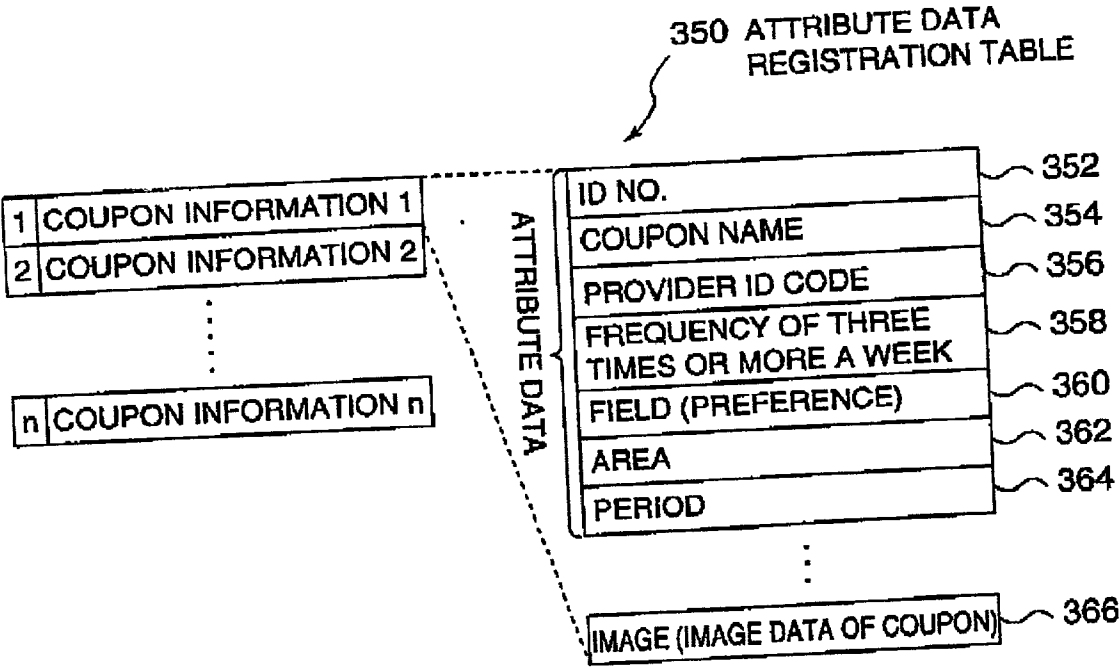 350 ATTRIBUTE DATA
REGISTRATION TABLE
1 COUPON INFORMATION 1
2 COUPON INFORMATION 2
n COUPON INFORMATION n
ATTRIBUTE DATA
ID NO. 352
COUPON NAME 354
PROVIDER ID CODE 356
FREQUENCY OF THREE
TIMES OR MORE A WEEK 358
FIELD (PREFERENCE) 360
AREA 362
PERIOD 364
IMAGE (IMAGE DATA OF COUPON) 366